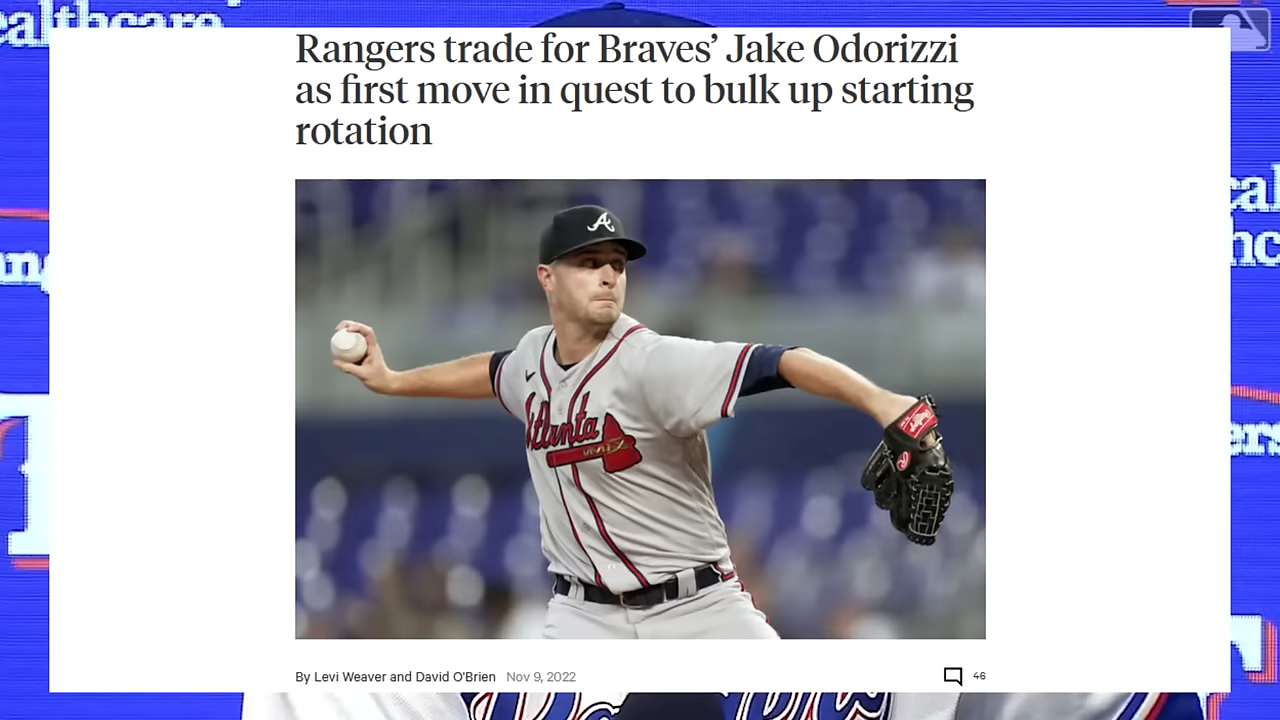 Rangers trade for Braves' Jake Odorizzi
as first move in quest to bulk up starting
rotation
Atlanta
By Levi Weaver and David O'Brien Nov 9, 2022
46